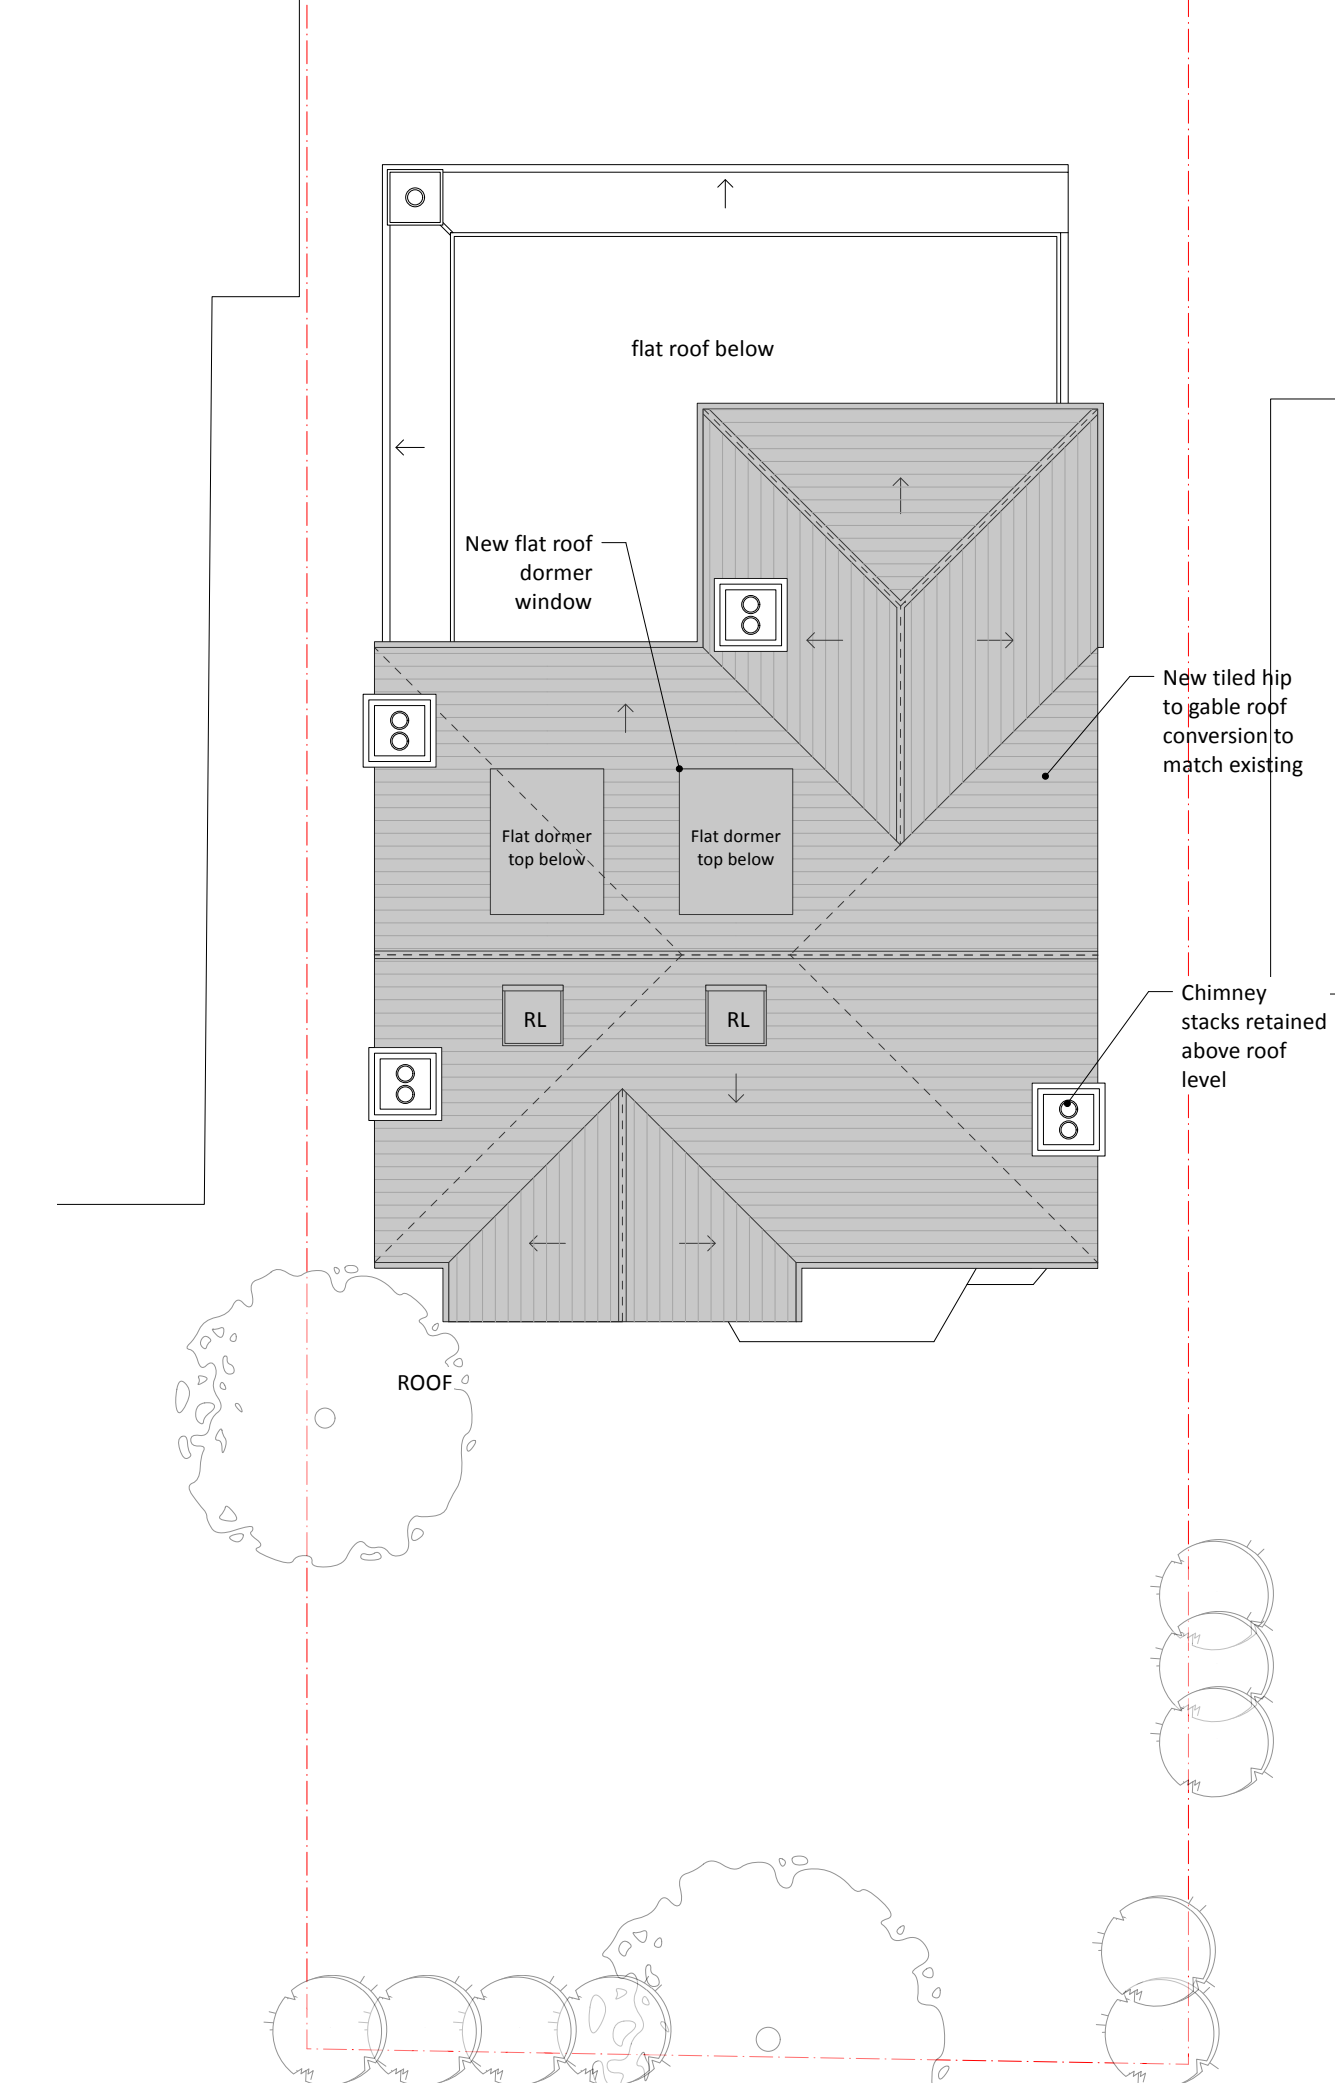 flat roof below
New flat roof
dormer
window
New tiled hip
to gable roof
conversion to
match existing
Flat dormer
top below
Flat dormer
top below
RL
RL
Chimney
stacks retained
above roof
level
ROOF